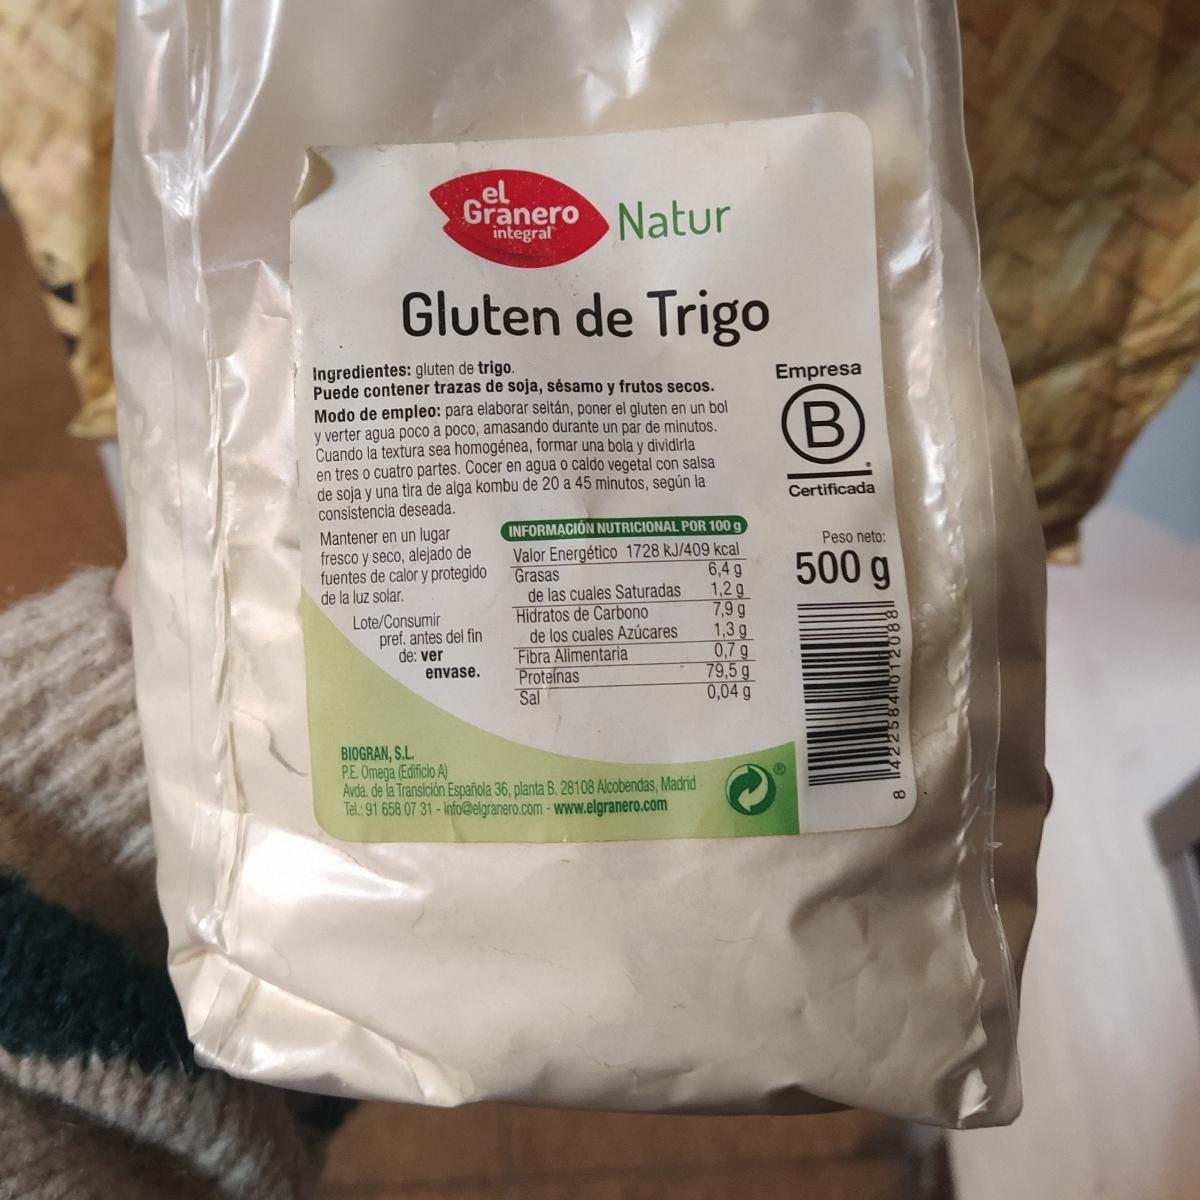 el
Granero
integral
Natur
Gluten de Trigo
Ingredientes: gluten de trigo.
Puede contener trazas de soja, sésamo y frutos secos.
Modo de empleo: para elaborar seitán, poner el gluten en un bol
y verter agua poco a poco, amasando durante un par de minutos.
Cuando la textura sea homogénea, formar una bola y dividirla
en tres o cuatro partes. Cocer en agua o caldo vegetal con salsa
de soja y una tira de alga kombu de 20 a 45 minutos, según la
consistencia deseada.
Mantener en un lugar
fresco y seco, alejado de
fuentes de calor y protegido
de la luz solar.
Lote/Consumir
pref. antes del fin
de: ver
envase.
INFORMACIÓN NUTRICIONAL POR 100 g
Valor Energético 1728 kJ/409 kcal
Grasas 6,4 g
de las cuales Saturadas 1,2 g
Hidratos de Carbono 7,9 g
de los cuales Azúcares 1,3 g
Fibra Alimentaria 0,7 g
Proteínas 79,5 g
Sal 0,04 g
Empresa
B
Certificada
Peso neto:
500 g
8 422584 012088
BIOGRAN, S.L.
P.E. Omega (Edificio A)
Avda. de la Transición Española 36, planta B. 28108 Alcobendas, Madrid
Tel.: 91 658 07 31 - info@elgranero.com - www.elgranero.com
®